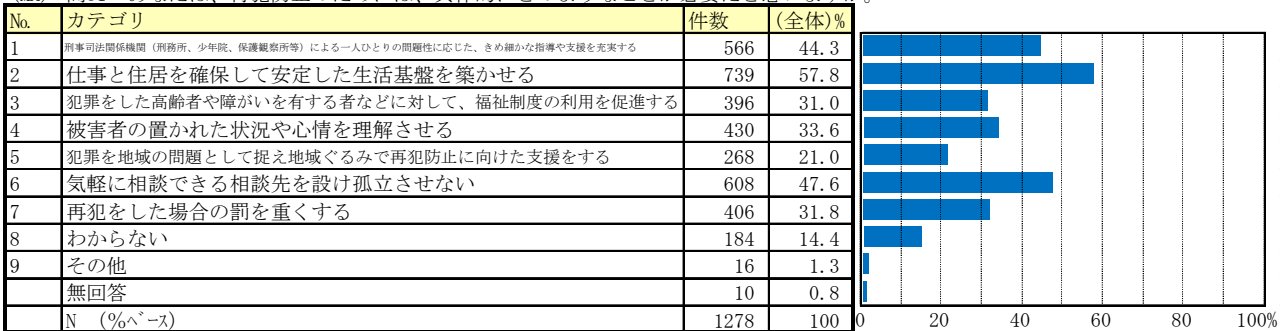 № カテゴリ 件数 (全体)%
1 刑事司法関係機関（刑務所、少年院、保護観察所等）による一人ひとりの問題性に応じた、きめ細かな指導や支援を充実する 566 44.3
2 仕事と住居を確保して安定した生活基盤を築かせる 739 57.8
3 犯罪をした高齢者や障がいを有する者などに対して、福祉制度の利用を促進する 396 31.0
4 被害者の置かれた状況や心情を理解させる 430 33.6
5 犯罪を地域の問題として捉え地域ぐるみで再犯防止に向けた支援をする 268 21.0
6 気軽に相談できる相談先を設け孤立させない 608 47.6
7 再犯をした場合の罰を重くする 406 31.8
8 わからない 184 14.4
9 その他 16 1.3
無回答 10 0.8
N (%ﾍﾞｰｽ) 1278 100
0 20 40 60 80 100%